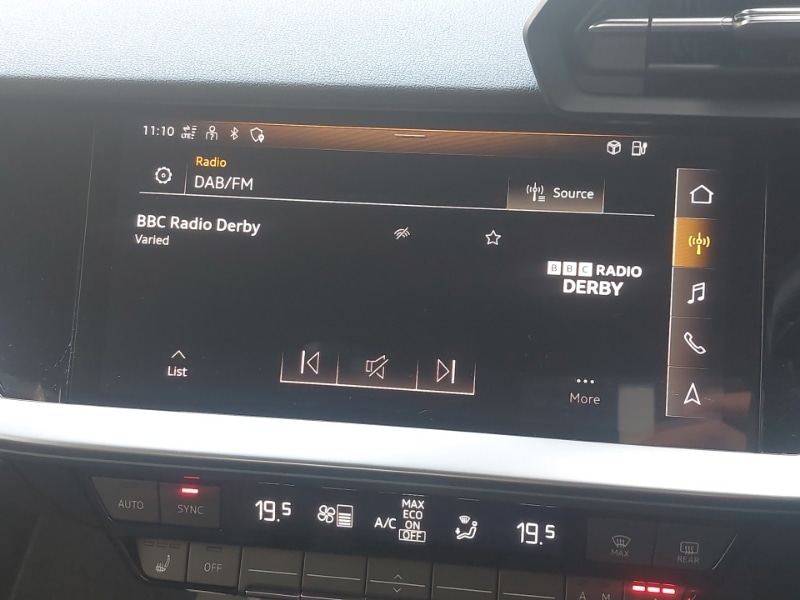 11:10 LTE
Radio
DAB/FM
Source
BBC Radio Derby
Varied
BBC RADIO
DERBY
List
More
AUTO
SYNC
19.5
A/C
MAX
ECO
ON
OFF
19.5
MAX
REAR
OFF
A M